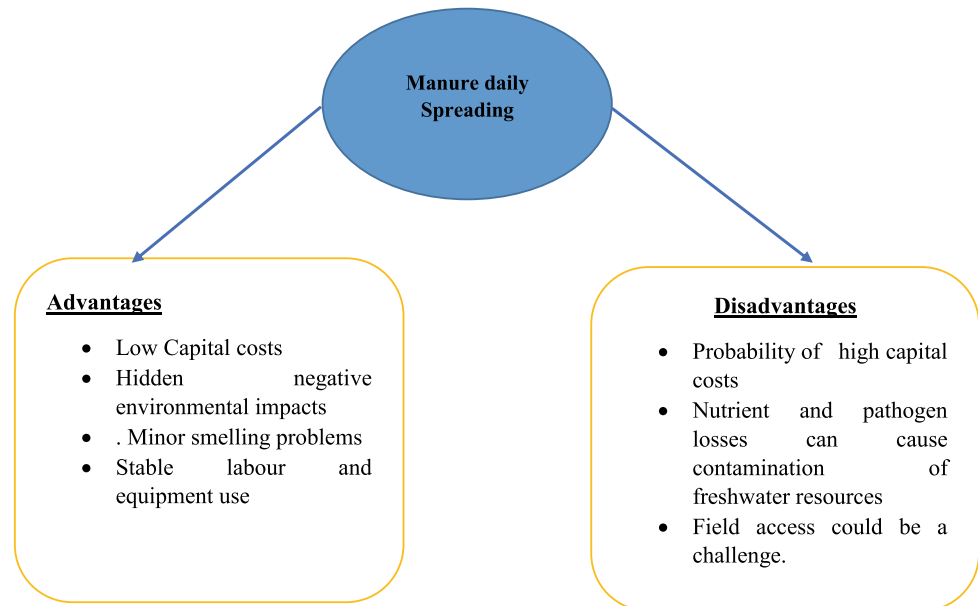 Manure daily
Spreading
Advantages
• Low Capital costs
• Hidden negative
environmental impacts
• . Minor smelling problems
• Stable labour and
equipment use
Disadvantages
• Probability of high capital
costs
• Nutrient and pathogen
losses can cause
contamination of
freshwater resources
• Field access could be a
challenge.